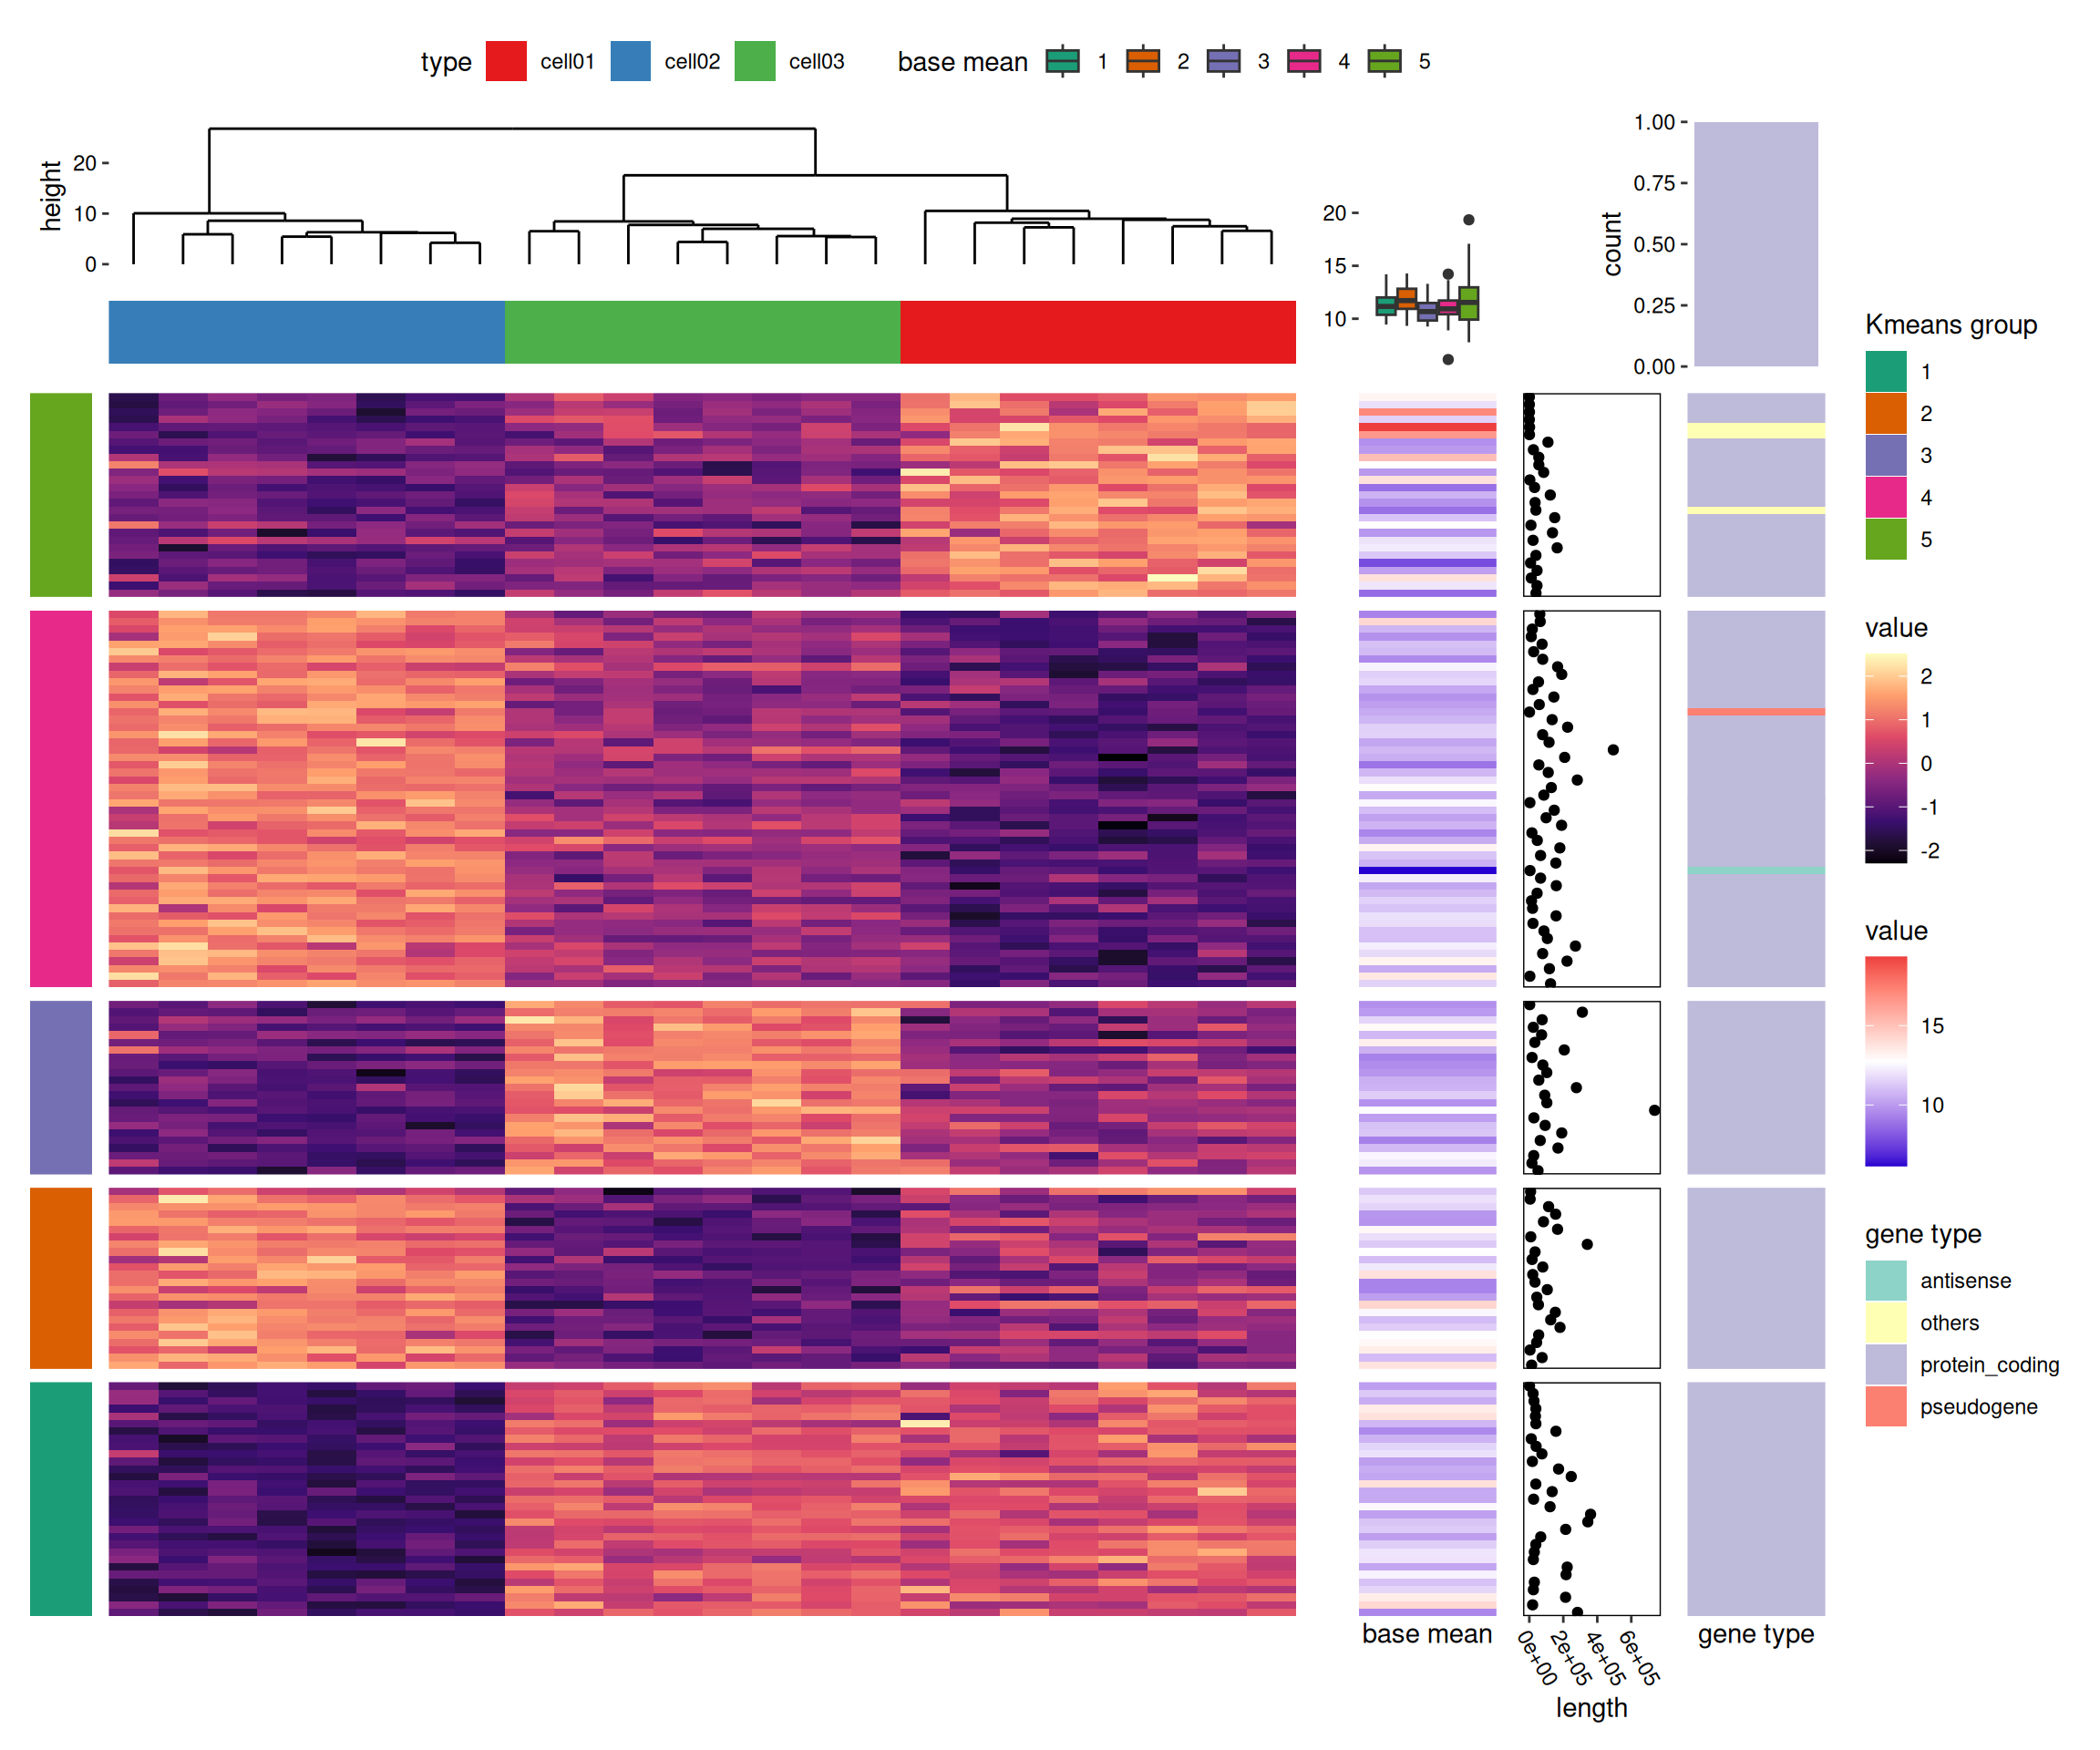 type cell01 cell02 cell03 base mean 1 2 3 4 5
height
20
10
0
20
15
10
count
1.00
0.75
0.50
0.25
0.00
Kmeans group
1
2
3
4
5
value
2
1
0
-1
-2
value
15
10
gene type
antisense
others
protein_coding
pseudogene
base mean
0e+00 2e+05 4e+05 6e+05
length
gene type